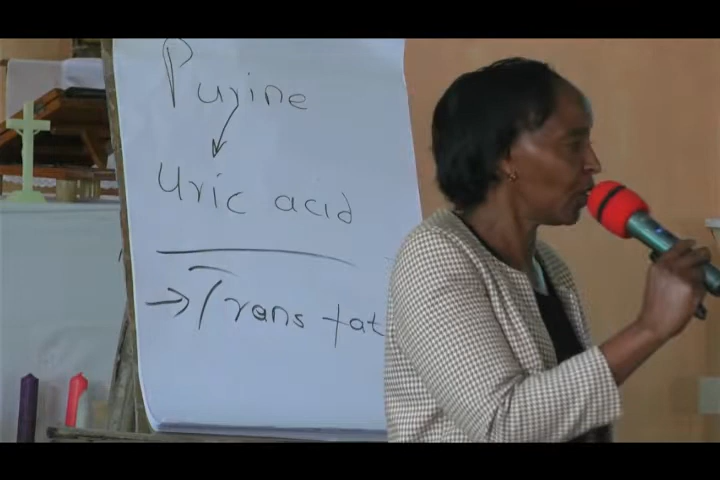 Purine
Uric acid
→ Trans fat